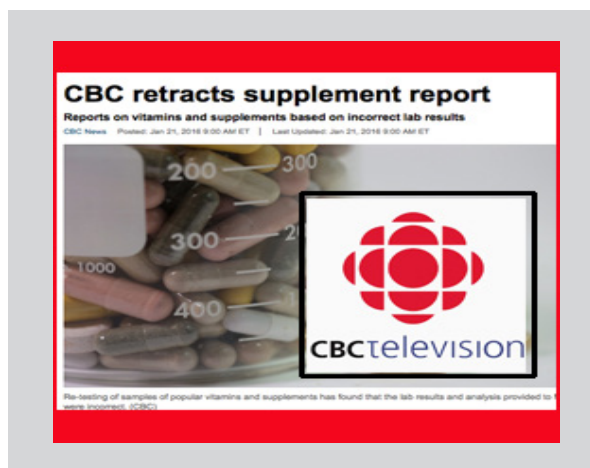 CBC retracts supplement report
Reports on vitamins and supplements based on incorrect lab results
CBC News Posted: Jan 21, 2016 9:00 AM ET | Last Updated: Jan 21, 2016 9:00 AM ET
200 300
300 2
1000
400
CBCtelevision
Re-testing of samples of popular vitamins and supplements has found that the lab results and analysis provided to
were incorrect. (CBC)